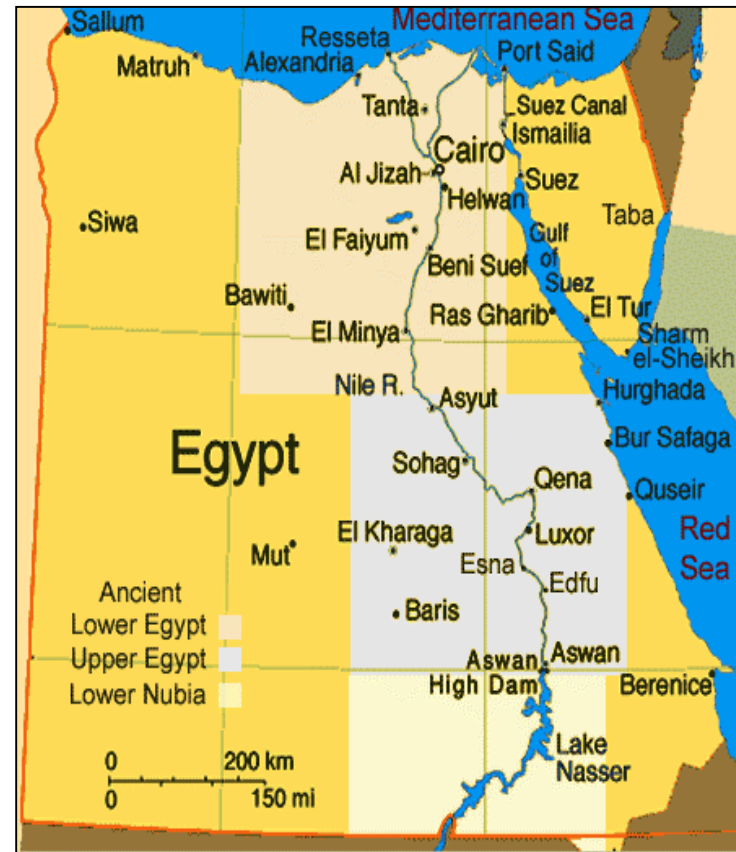 Mediterranean Sea
Sallum
Resseta
Port Said
Matruh
Alexandria
Tanta
Suez Canal
Ismailia
Cairo
Al Jizah
Suez
Helwan
Siwa
Taba
El Faiyum
Gulf
of
Suez
Beni Suef
Bawiti
Ras Gharib
El Tur
El Minya
Sharm
el-Sheikh
Nile R.
Asyut
Hurghada
Egypt
Bur Safaga
Sohag
Qena
Quseir
El Kharaga
Luxor
Red
Sea
Mut
Esna
Edfu
Ancient
Lower Egypt
Upper Egypt
Lower Nubia
Baris
Aswan
High Dam
Aswan
Berenice
Lake
Nasser
0 200 km
0 150 mi